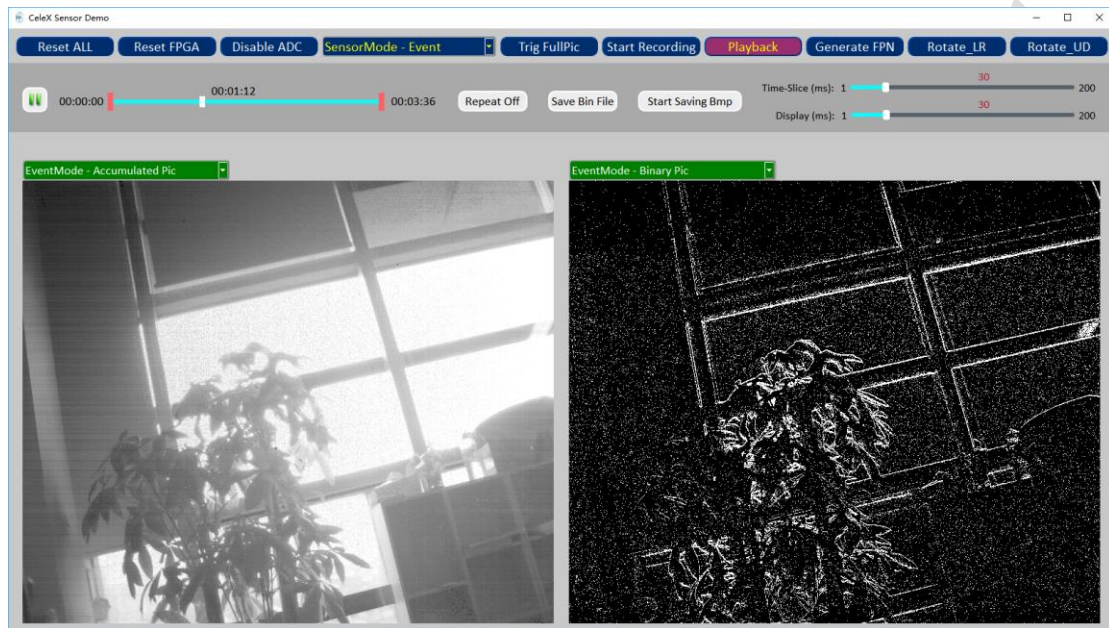 CeleX Sensor Demo
Reset ALL Reset FPGA Disable ADC SensorMode - Event Trig FullPic Start Recording Playback Generate FPN Rotate_LR Rotate_UD
00:00:00 00:01:12 00:03:36 Repeat Off Save Bin File Start Saving Bmp
Time-Slice (ms): 1 30 200
Display (ms): 1 30 200
EventMode - Accumulated Pic EventMode - Binary Pic